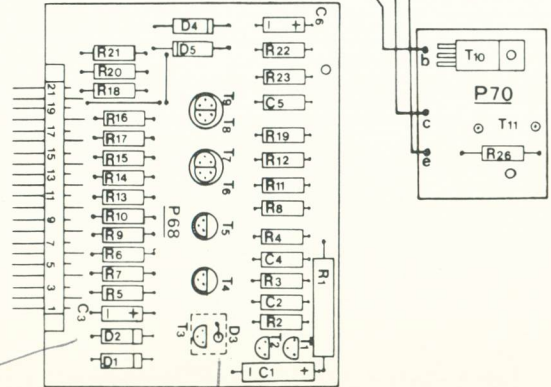 D4
C6
+
R21
D5
R22
b
T10
R20
R23
R18
C5
P70
21
19
17
15
13
11
9
7
5
3
1
R16
T9
T8
c
T11
R17
R19
R15
T7
T6
R12
e
R26
R14
R11
R13
R8
R10
P68
T5
R9
R4
R6
C4
R1
R7
T4
R3
R5
C2
C3
+
D3
R2
D2
T3
T2
D1
C1 +